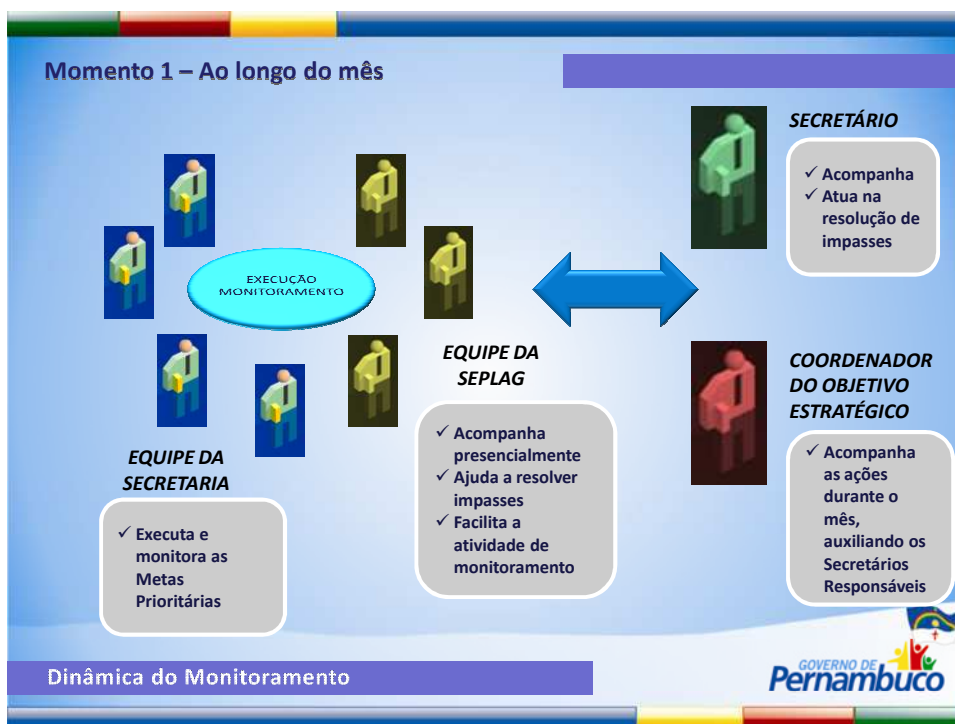 Momento 1 – Ao longo do mês
EXECUÇÃO
MONITORAMENTO
EQUIPE DA
SECRETARIA
✓ Executa e
monitora as
Metas
Prioritárias
EQUIPE DA
SEPLAG
✓ Acompanha
presencialmente
✓ Ajuda a resolver
impasses
✓ Facilita a
atividade de
monitoramento
SECRETÁRIO
✓ Acompanha
✓ Atua na
resolução de
impasses
COORDENADOR
DO OBJETIVO
ESTRATÉGICO
✓ Acompanha
as ações
durante o
mês,
auxiliando os
Secretários
Responsáveis
Dinâmica do Monitoramento
GOVERNO DE
Pernambuco